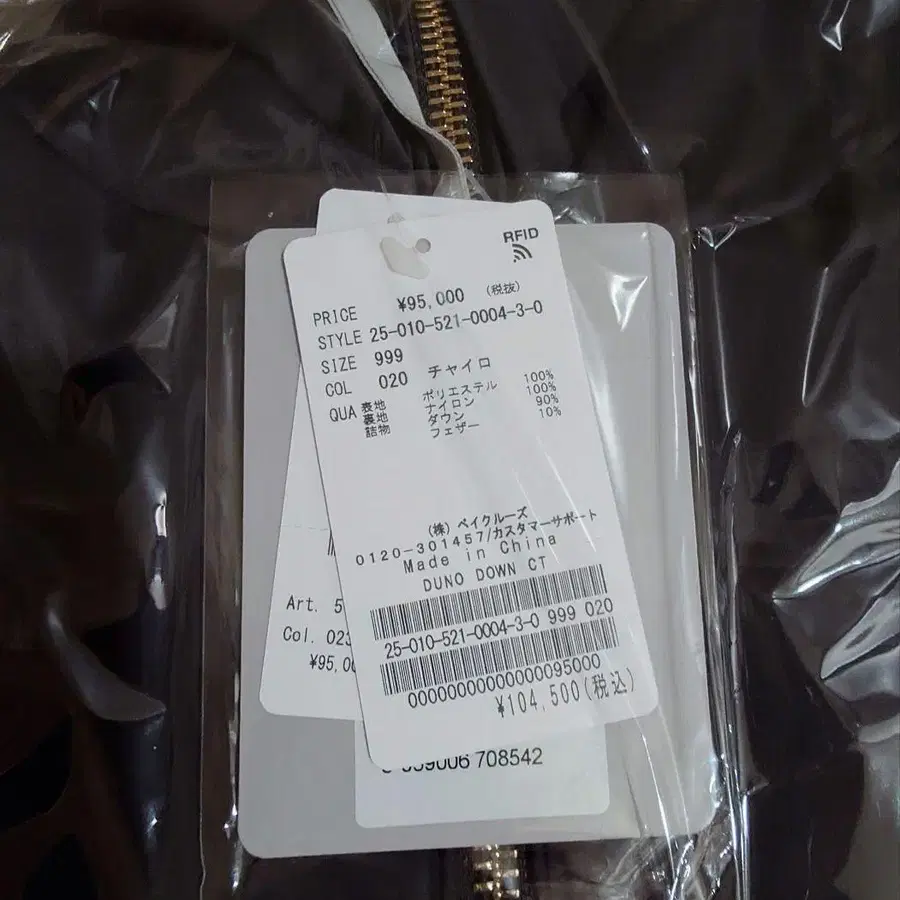 RFID
PRICE ¥95,000 (税抜)
STYLE 25-010-521-0004-3-0
SIZE 999
COL 020 チャイロ
QUA 表地 ポリエステル 100%
裏地 ナイロン 100%
詰物 ダウン 90%
フェザー 10%
(株) ベイクルーズ
0120-301457/カスタマーサポート
Made in China
DUNO DOWN CT
25-010-521-0004-3-0 999 020
00000000000000095000
¥104,500(税込)
Art. 5
Col. 023
¥95,00
059006 708542